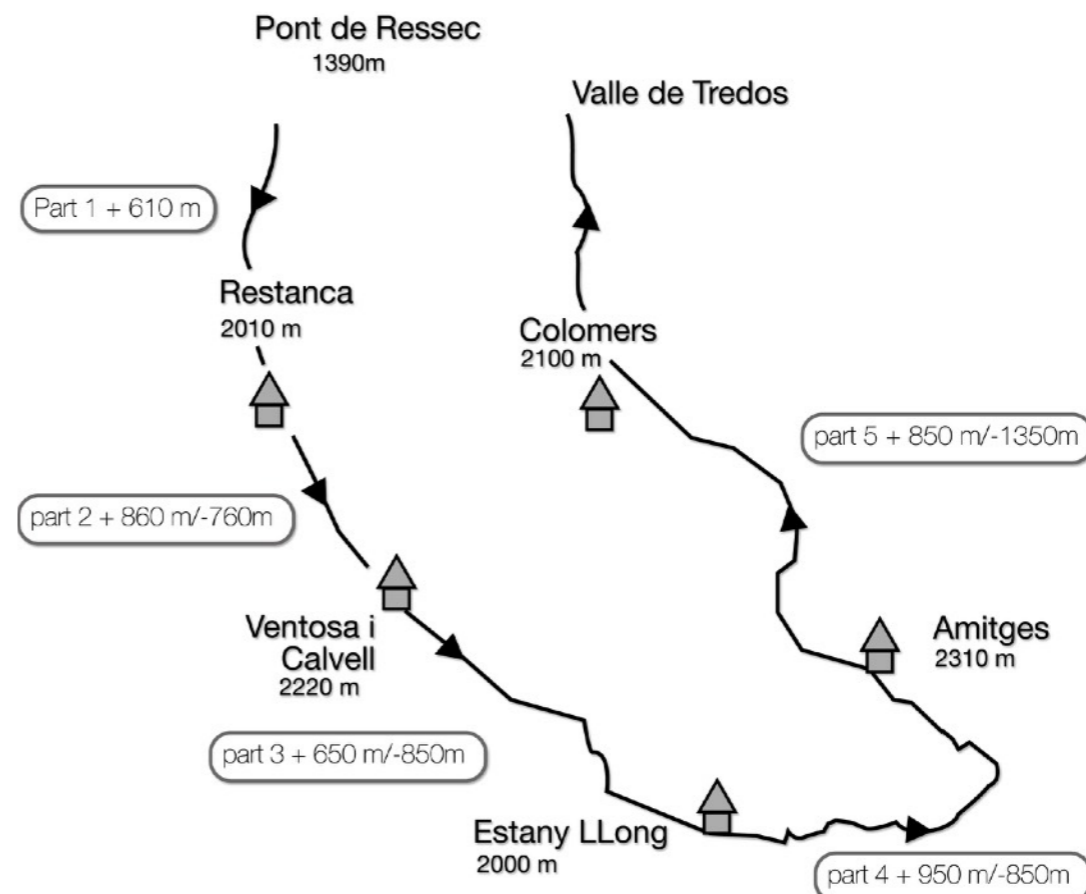 Pont de Ressec
1390m
Valle de Tredos
Part 1 + 610 m
Restanca
2010 m
Colomers
2100 m
part 5 + 850 m/-1350m
part 2 + 860 m/-760m
Ventosa i
Calvell
2220 m
Amitges
2310 m
part 3 + 650 m/-850m
Estany LLong
2000 m
part 4 + 950 m/-850m